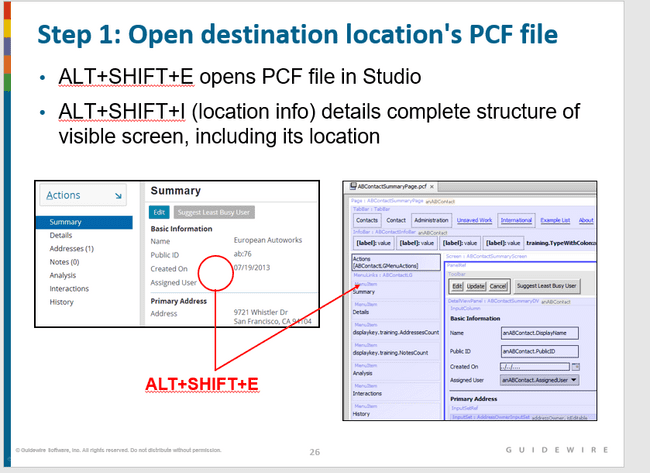 Step 1: Open destination location's PCF file
• ALT+SHIFT+E opens PCF file in Studio
• ALT+SHIFT+I (location info) details complete structure of
visible screen, including its location
Actions
Summary
Details
Addresses (1)
Notes (0)
Analysis
Interactions
History
Summary
Edit Suggest Least Busy User
Basic Information
Name European Autoworks
Public ID ab:76
Created On 07/19/2013
Assigned User
Primary Address
Address 9721 Whistler Dr
San Francisco, CA 94104
ALT+SHIFT+E
ABContactSummaryPage.pcf ×
Page : ABContactSummaryPage anABContact
TabBar : TabBar
Contacts Contact Administration Unsaved Work International Example List About
InfoBar : ABContactInfoBar anABContact
[label]: value [label]: value [label]: value [label]: value training.TypeWithColon
Actions
[ABContactLGMenuActions]
MenuLinks : ABContactLG
MenuItem
Summary
MenuItem
Details
MenuItem
displaykey.training.AddressesCount
MenuItem
displaykey.training.NotesCount
MenuItem
Analysis
MenuItem
Interactions
MenuItem
History
Screen : ABContactSummaryScreen
PanelRef
ToolBar
Edit Update Cancel Suggest Least Busy User
DetailViewPanel : ABContactSummaryDV anABContact
InputColumn
Basic Information
Name anABContact.DisplayName
Public ID anABContact.PublicID
Created On ../../....
Assigned User anABContact.AssignedUser
Primary Address
InputSetRef
InputSet : AddressOwnerInputSet addressOwner, isEditable
© Guidewire Software, Inc. All rights reserved. Do not distribute without permission.
26
GUIDEWIRE